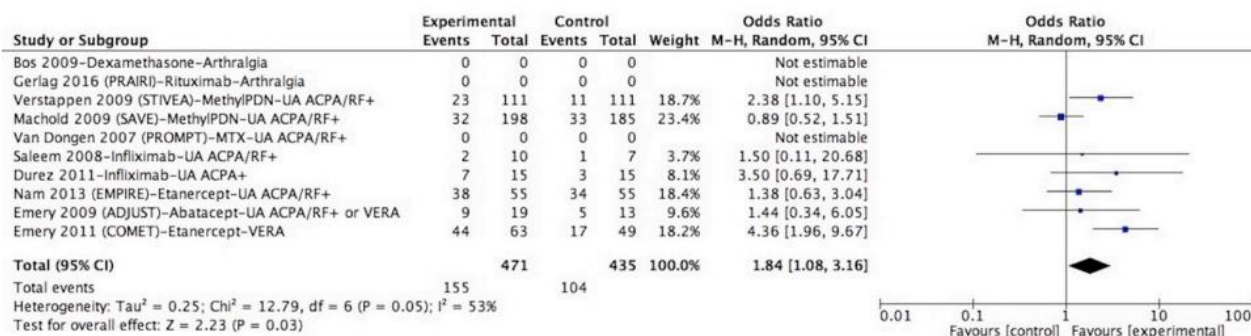 Experimental Control Odds Ratio Odds Ratio
Study or Subgroup Events Total Events Total Weight M-H, Random, 95% CI M-H, Random, 95% CI
Bos 2009-Dexamethasone-Arthralgia 0 0 0 0 Not estimable
Gerlag 2016 (PRAIRI)-Rituximab-Arthralgia 0 0 0 0 Not estimable
Verstappen 2009 (STIVEA)-MethylPDN-UA ACPA/RF+ 23 111 11 111 18.7% 2.38 [1.10, 5.15]
Machold 2009 (SAVE)-MethylPDN-UA ACPA/RF+ 32 198 33 185 23.4% 0.89 [0.52, 1.51]
Van Dongen 2007 (PROMPT)-MTX-UA ACPA/RF+ 0 0 0 0 Not estimable
Saleem 2008-Infliximab-UA ACPA/RF+ 2 10 1 7 3.7% 1.50 [0.11, 20.68]
Durez 2011-Infliximab-UA ACPA+ 7 15 3 15 8.1% 3.50 [0.69, 17.71]
Nam 2013 (EMPIRE)-Etanercept-UA ACPA/RF+ 38 55 34 55 18.4% 1.38 [0.63, 3.04]
Emery 2009 (ADJUST)-Abatacept-UA ACPA/RF+ or VERA 9 19 5 13 9.6% 1.44 [0.34, 6.05]
Emery 2011 (COMET)-Etanercept-VERA 44 63 17 49 18.2% 4.36 [1.96, 9.67]
Total (95% CI) 471 435 100.0% 1.84 [1.08, 3.16]
Total events 155 104
Heterogeneity: Tau² = 0.25; Chi² = 12.79, df = 6 (P = 0.05); I² = 53%
Test for overall effect: Z = 2.23 (P = 0.03)
0.01 0.1 1 10 100
Favours [control] Favours [experimental]